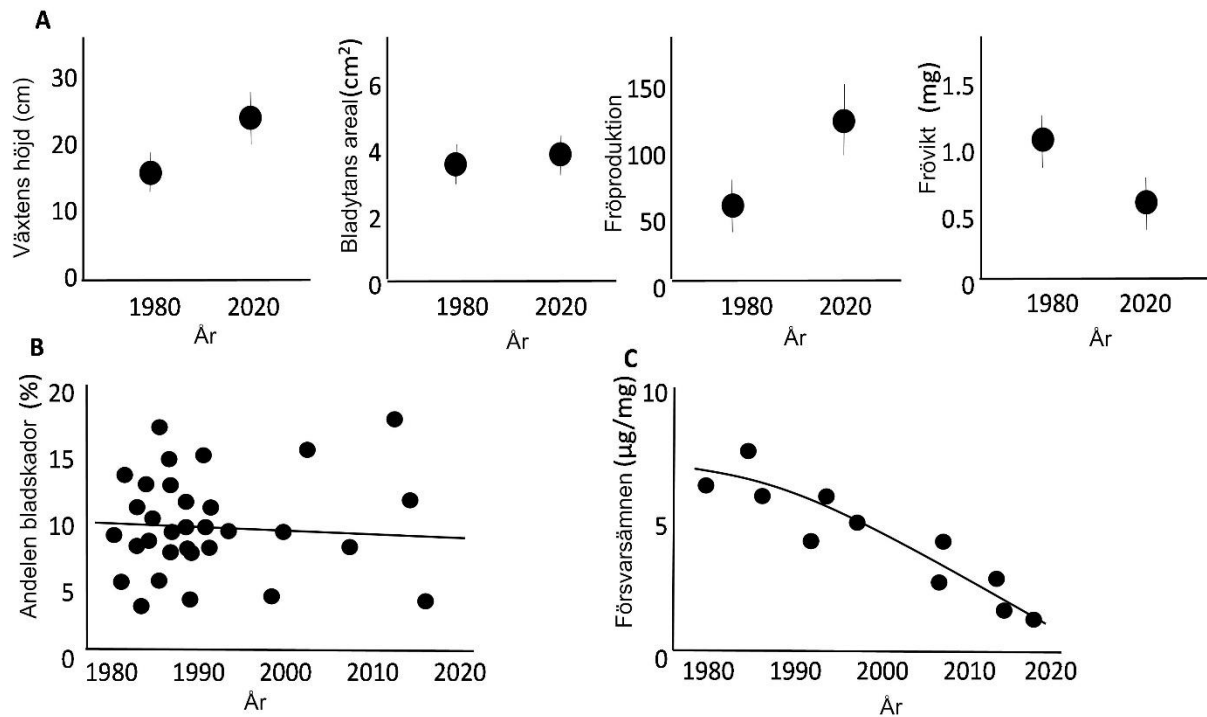 A
Växtens höjd (cm)
30
20
10
0
1980 2020
År
Bladytans areal(cm²)
6
4
2
0
1980 2020
År
Fröproduktion
150
100
50
0
1980 2020
År
Frövikt (mg)
1.5
1.0
0.5
0
1980 2020
År
B
Andelen bladskador (%)
20
15
10
5
0
1980 1990 2000 2010 2020
År
C
Försvarsämnen (µg/mg)
10
5
0
1980 1990 2000 2010 2020
År